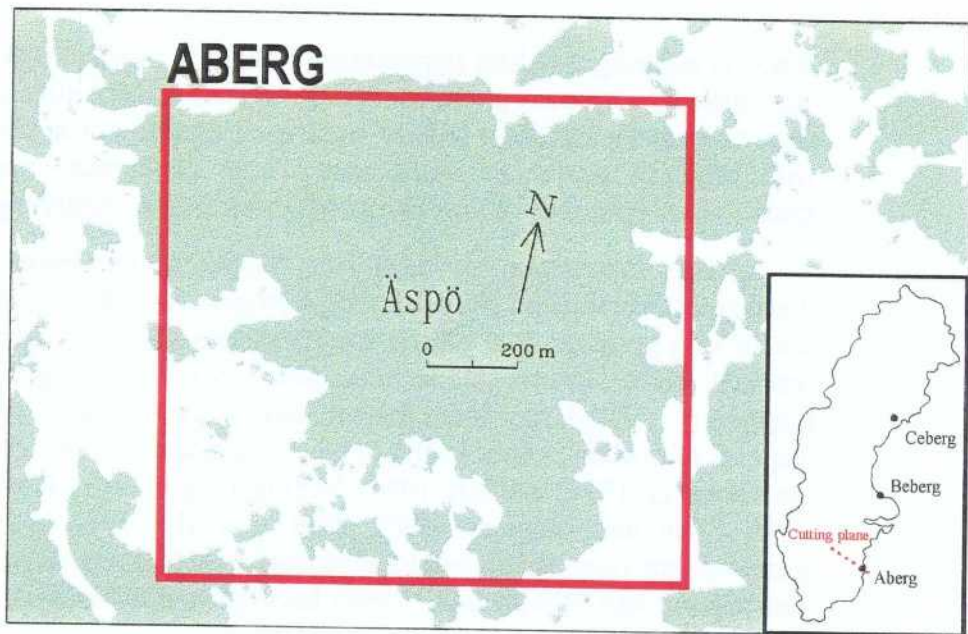 ABERG
N
Äspö
0 200 m
Ceberg
Beberg
Cutting plane
Aberg